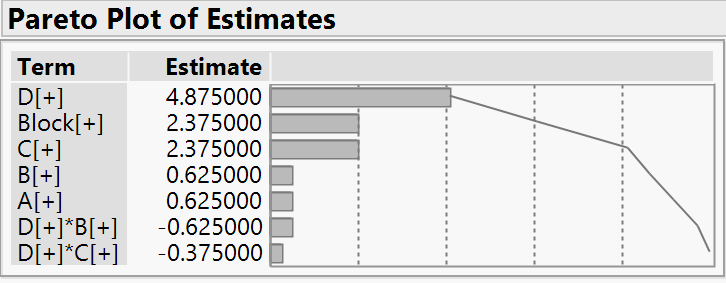 Pareto Plot of Estimates
Term Estimate
D[+] 4.875000
Block[+] 2.375000
C[+] 2.375000
B[+] 0.625000
A[+] 0.625000
D[+]*B[+] -0.625000
D[+]*C[+] -0.375000